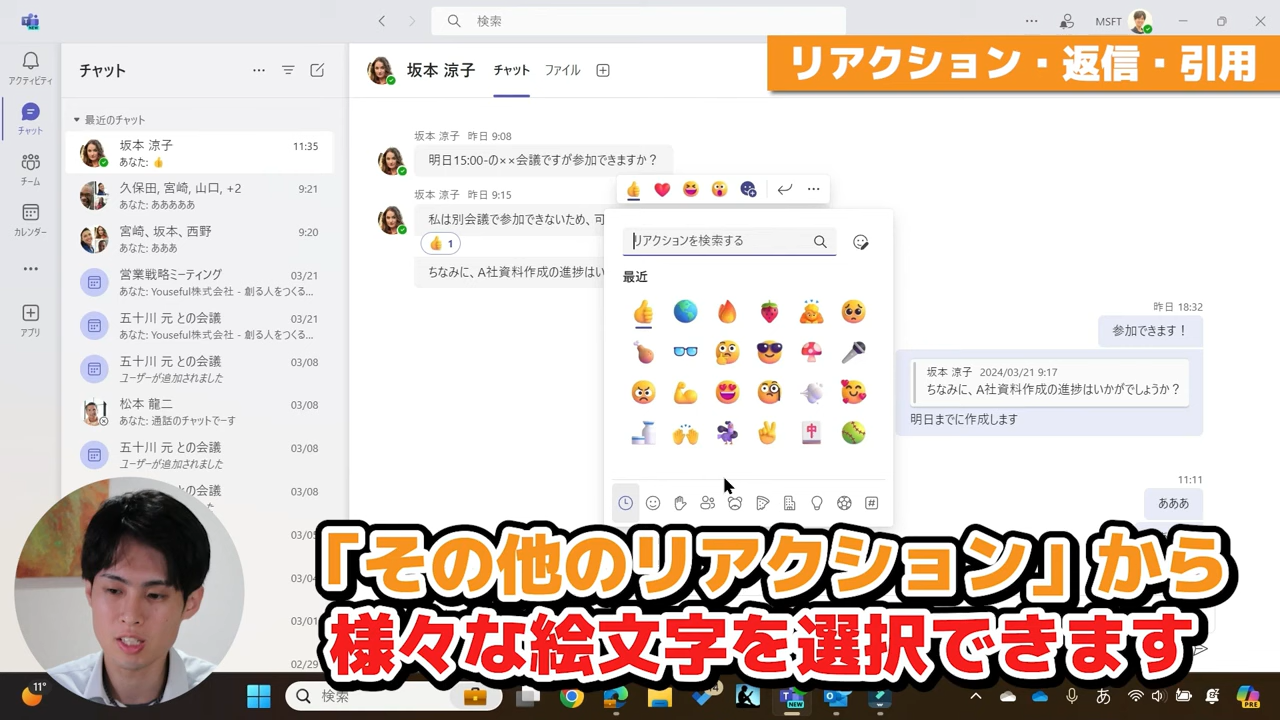 検索
MSFT
リアクション・返信・引用
アクティビティ
チャット
チーム
カレンダー
アプリ
チャット
最近のチャット
坂本 涼子
11:35
あなた: 👍
久保田, 宮崎, 山口, +2
9:21
あなた: あああああ
宮崎、坂本、西野
9:20
あなた: あああ
営業戦略ミーティング
03/21
あなた: Youseful株式会社 - 創る人をつくる...
五十川 元 との会議
03/21
あなた: Youseful株式会社 - 創る人をつくる...
五十川 元 との会議
03/08
ユーザーが追加されました
松本 龍二
03/08
あなた: 通話のチャットでーす
五十川 元 との会議
03/08
ユーザーが追加されました
との会議
03/08
03/01
02/29
坂本 涼子
チャット
ファイル
坂本 涼子 昨日 9:08
明日15:00-の××会議ですが参加できますか？
坂本 涼子 昨日 9:15
私は別会議で参加できないため、可
👍 1
ちなみに、A社資料作成の進捗はい
リアクションを検索する
最近
昨日 18:32
参加できます！
坂本 涼子 2024/03/21 9:17
ちなみに、A社資料作成の進捗はいかがでしょうか？
明日までに作成します
11:11
あああ
「その他のリアクション」から
様々な絵文字を選択できます
11°
検索
NEW
あ
PRE